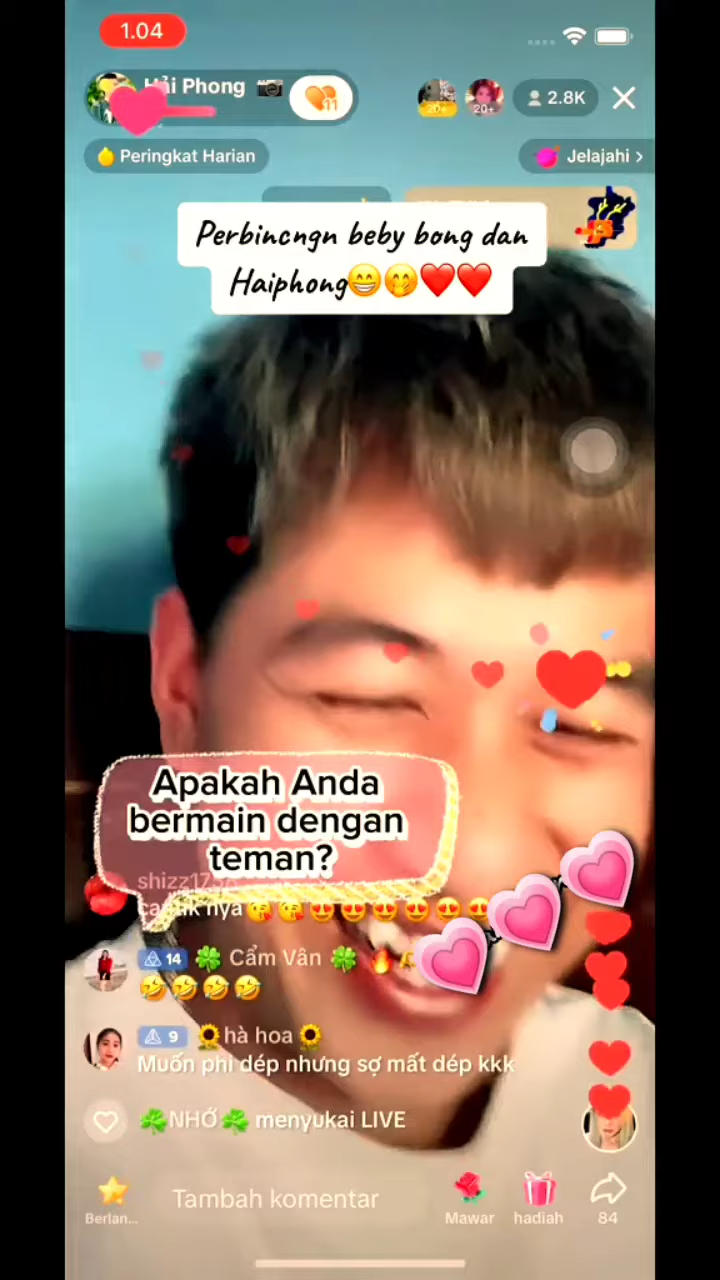 1.04
Hải Phong
11
20+
20+
2.8K
Peringkat Harian
Jelajahi >
Perbincngn beby bong dan
Haiphong😁🤭❤️❤️
Apakah Anda
bermain dengan
teman?
nya😘😘😍😍😍😍😍
14 🍀 Cẩm Vân 🍀 🔥
🤣🤣🤣🤣
9 🌻hà hoa🌻
Muốn phi dép nhưng sợ mất dép kkk
☘️NHỚ☘️ menyukai LIVE
Berlan...
Tambah komentar
Mawar
hadiah
84